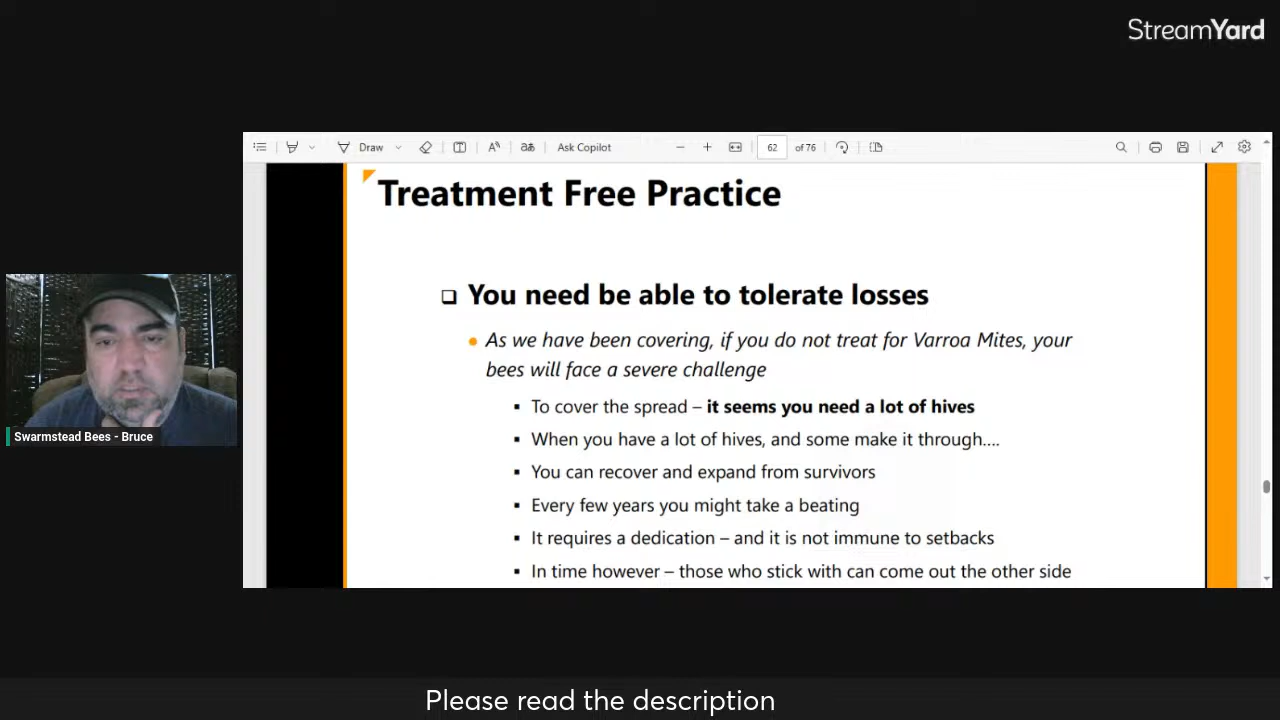 StreamYard
Draw
Ask Copilot
62 of 76
Treatment Free Practice
You need be able to tolerate losses
As we have been covering, if you do not treat for Varroa Mites, your
bees will face a severe challenge
To cover the spread – it seems you need a lot of hives
When you have a lot of hives, and some make it through....
You can recover and expand from survivors
Every few years you might take a beating
It requires a dedication – and it is not immune to setbacks
In time however – those who stick with can come out the other side
Swarmstead Bees - Bruce
Please read the description